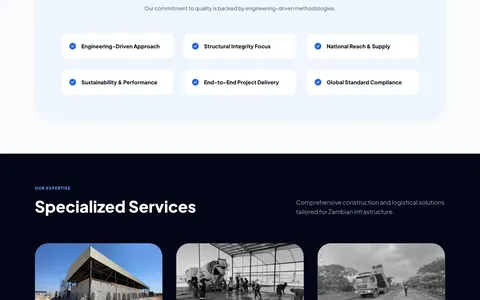 Our commitment to quality is backed by engineering-driven methodologies.
Engineering-Driven Approach
Structural Integrity Focus
National Reach & Supply
Sustainability & Performance
End-to-End Project Delivery
Global Standard Compliance
OUR EXPERTISE
Specialized Services
Comprehensive construction and logistical solutions
tailored for Zambian infrastructure.